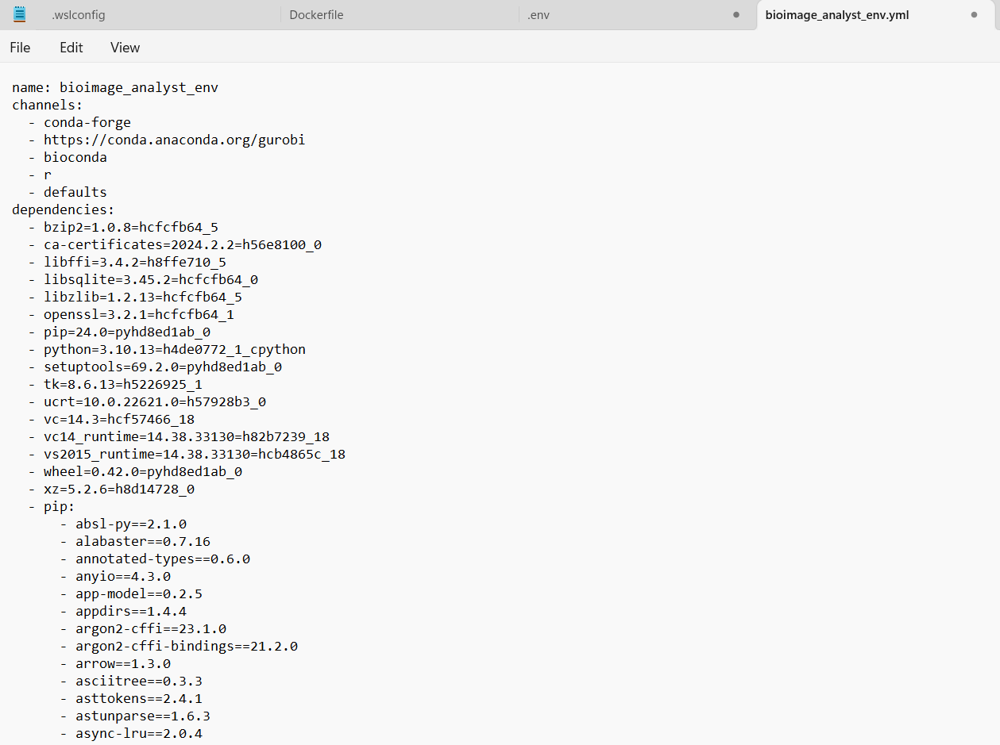 .wslconfig Dockerfile .env bioimage_analyst_env.yml
File Edit View
name: bioimage_analyst_env
channels:
- conda-forge
- https://conda.anaconda.org/gurobi
- bioconda
- r
- defaults
dependencies:
- bzip2=1.0.8=hcfcfb64_5
- ca-certificates=2024.2.2=h56e8100_0
- libffi=3.4.2=h8ffe710_5
- libsqlite=3.45.2=hcfcfb64_0
- libzlib=1.2.13=hcfcfb64_5
- openssl=3.2.1=hcfcfb64_1
- pip=24.0=pyhd8ed1ab_0
- python=3.10.13=h4de0772_1_cpython
- setuptools=69.2.0=pyhd8ed1ab_0
- tk=8.6.13=h5226925_1
- ucrt=10.0.22621.0=h57928b3_0
- vc=14.3=hcf57466_18
- vc14_runtime=14.38.33130=h82b7239_18
- vs2015_runtime=14.38.33130=hcb4865c_18
- wheel=0.42.0=pyhd8ed1ab_0
- xz=5.2.6=h8d14728_0
- pip:
- absl-py==2.1.0
- alabaster==0.7.16
- annotated-types==0.6.0
- anyio==4.3.0
- app-model==0.2.5
- appdirs==1.4.4
- argon2-cffi==23.1.0
- argon2-cffi-bindings==21.2.0
- arrow==1.3.0
- asciitree==0.3.3
- asttokens==2.4.1
- astunparse==1.6.3
- async-lru==2.0.4